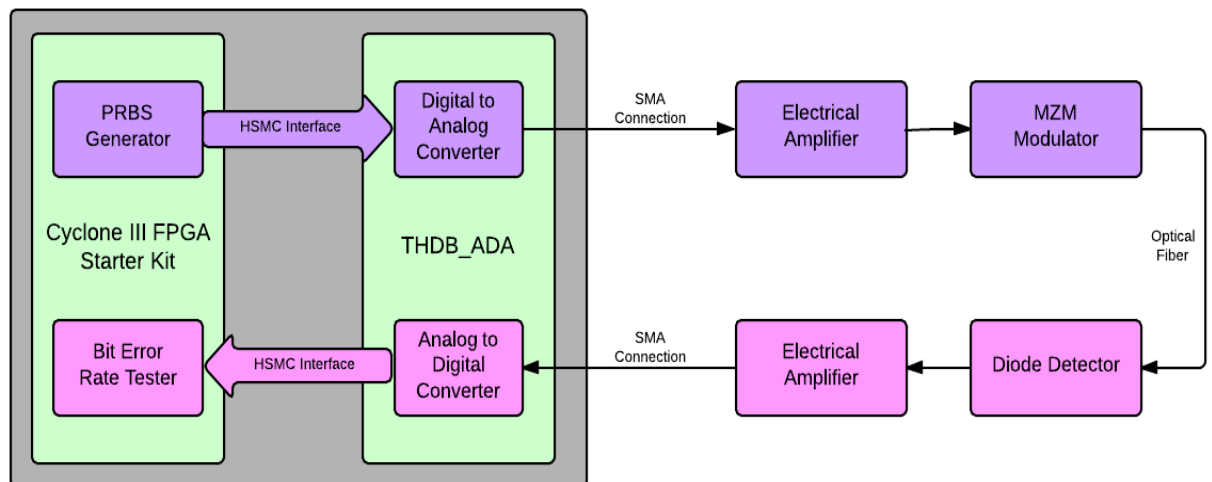 PRBS
Generator
HSMC Interface
Digital to
Analog
Converter
SMA
Connection
Electrical
Amplifier
MZM
Modulator
Cyclone III FPGA
Starter Kit
THDB_ADA
Optical
Fiber
Bit Error
Rate Tester
HSMC Interface
Analog to
Digital
Converter
SMA
Connection
Electrical
Amplifier
Diode Detector